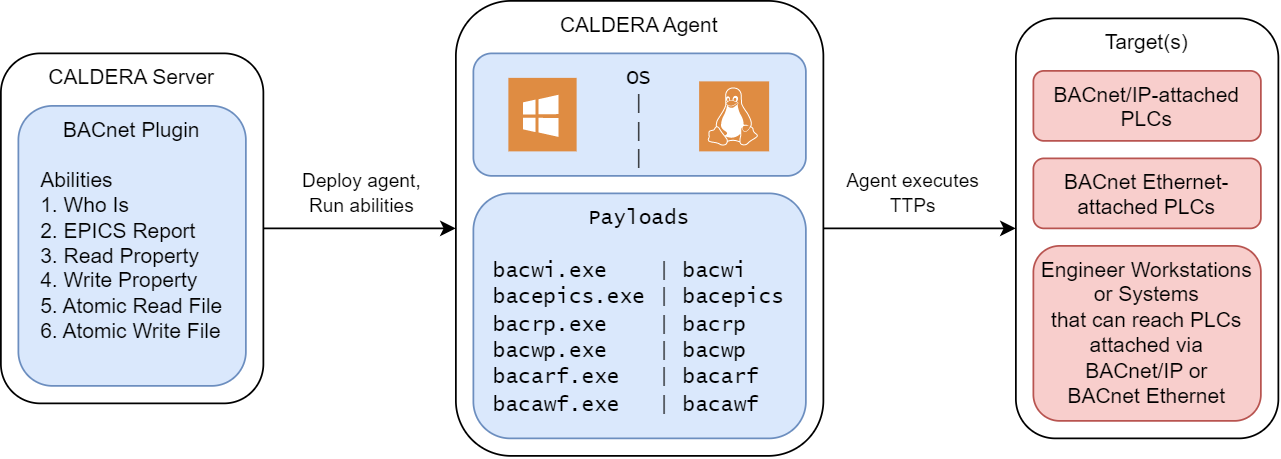 CALDERA Server
BACnet Plugin
Abilities
1. Who Is
2. EPICS Report
3. Read Property
4. Write Property
5. Atomic Read File
6. Atomic Write File
Deploy agent,
Run abilities
CALDERA Agent
OS
Payloads
bacwi.exe | bacwi
bacepics.exe | bacepics
bacrp.exe | bacrp
bacwp.exe | bacwp
bacarf.exe | bacarf
bacawf.exe | bacawf
Agent executes
TTPs
Target(s)
BACnet/IP-attached
PLCs
BACnet Ethernet-
attached PLCs
Engineer Workstations
or Systems
that can reach PLCs
attached via
BACnet/IP or
BACnet Ethernet